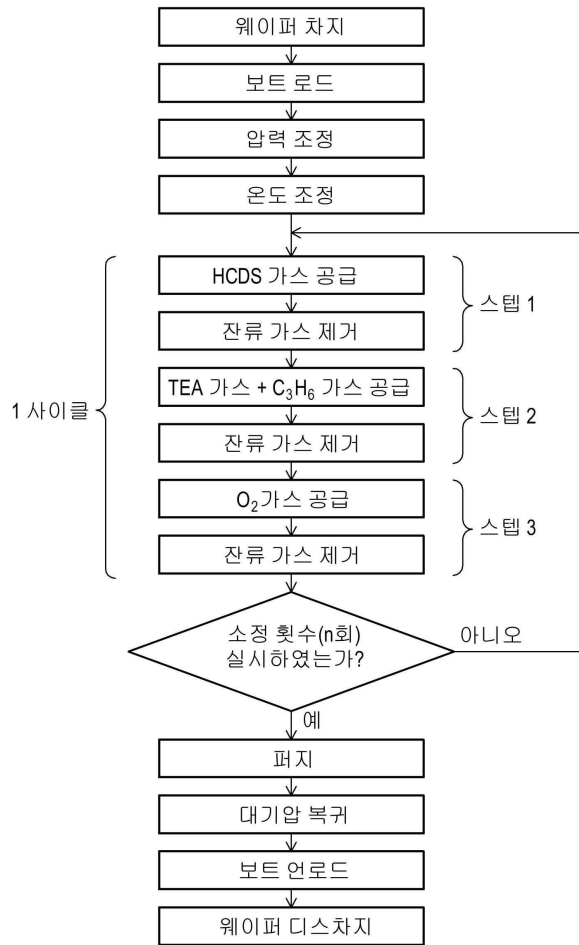 웨이퍼 차지
보트 로드
압력 조정
온도 조정
HCDS 가스 공급
잔류 가스 제거
스텝 1
TEA 가스 + C₃H₆ 가스 공급
잔류 가스 제거
스텝 2
1 사이클
O₂가스 공급
잔류 가스 제거
스텝 3
소정 횟수(n회)
실시하였는가?
아니오
예
퍼지
대기압 복귀
보트 언로드
웨이퍼 디스차지